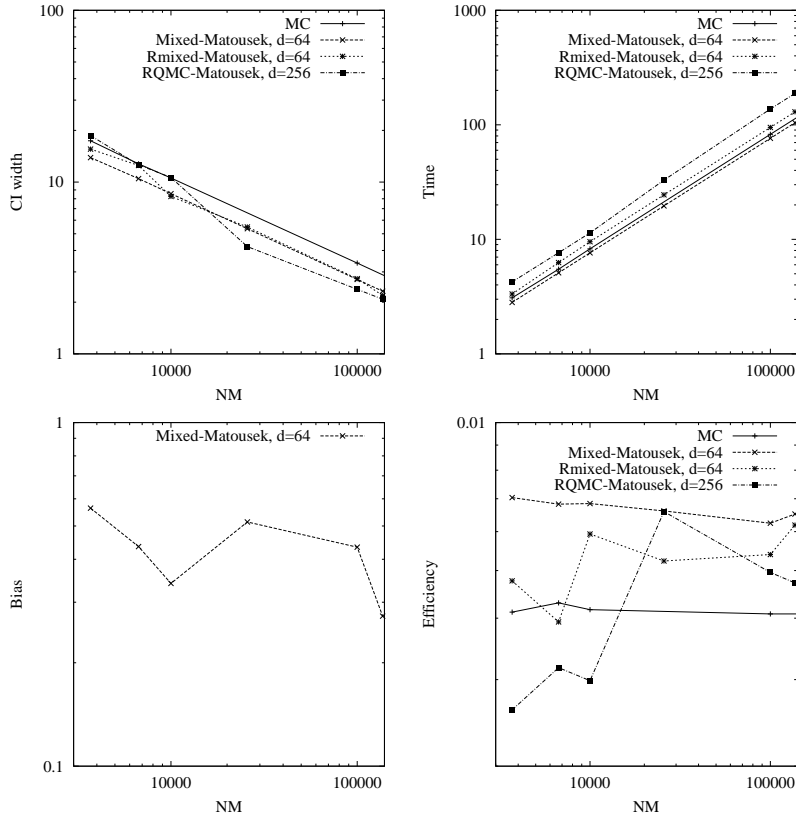 100
10
1
CI width
MC
Mixed-Matousek, d=64
Rmixed-Matousek, d=64
RQMC-Matousek, d=256
10000
100000
NM
1000
100
10
1
Time
MC
Mixed-Matousek, d=64
Rmixed-Matousek, d=64
RQMC-Matousek, d=256
10000
100000
NM
1
0.1
Bias
Mixed-Matousek, d=64
10000
100000
NM
0.01
Efficiency
MC
Mixed-Matousek, d=64
Rmixed-Matousek, d=64
RQMC-Matousek, d=256
10000
100000
NM